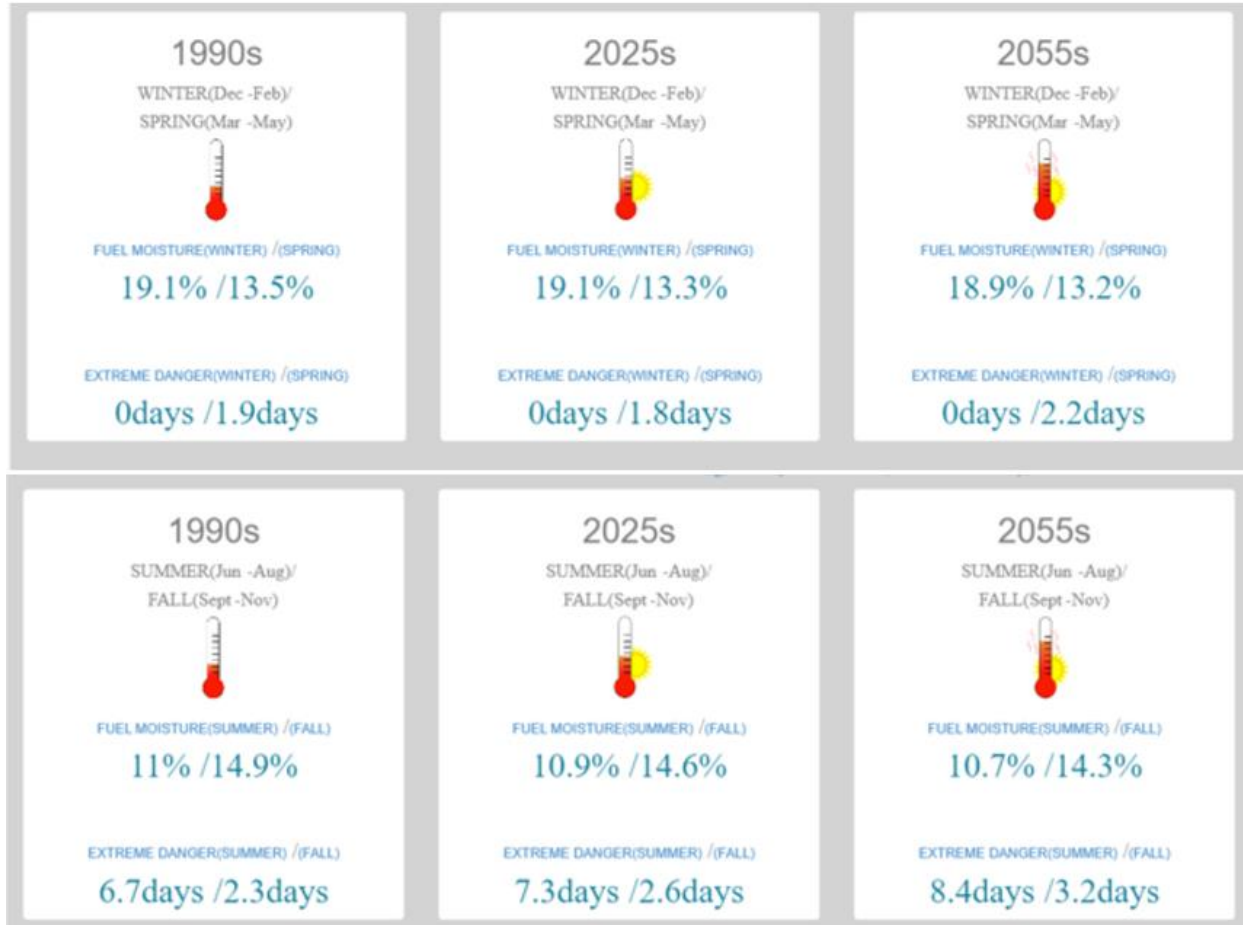 1990s
WINTER(Dec -Feb)/
SPRING(Mar -May)
FUEL MOISTURE(WINTER) /(SPRING)
19.1% /13.5%
EXTREME DANGER(WINTER) /(SPRING)
0days /1.9days
2025s
WINTER(Dec -Feb)/
SPRING(Mar -May)
FUEL MOISTURE(WINTER) /(SPRING)
19.1% /13.3%
EXTREME DANGER(WINTER) /(SPRING)
0days /1.8days
2055s
WINTER(Dec -Feb)/
SPRING(Mar -May)
FUEL MOISTURE(WINTER) /(SPRING)
18.9% /13.2%
EXTREME DANGER(WINTER) /(SPRING)
0days /2.2days
1990s
SUMMER(Jun -Aug)/
FALL(Sept -Nov)
FUEL MOISTURE(SUMMER) /(FALL)
11% /14.9%
EXTREME DANGER(SUMMER) /(FALL)
6.7days /2.3days
2025s
SUMMER(Jun -Aug)/
FALL(Sept -Nov)
FUEL MOISTURE(SUMMER) /(FALL)
10.9% /14.6%
EXTREME DANGER(SUMMER) /(FALL)
7.3days /2.6days
2055s
SUMMER(Jun -Aug)/
FALL(Sept -Nov)
FUEL MOISTURE(SUMMER) /(FALL)
10.7% /14.3%
EXTREME DANGER(SUMMER) /(FALL)
8.4days /3.2days